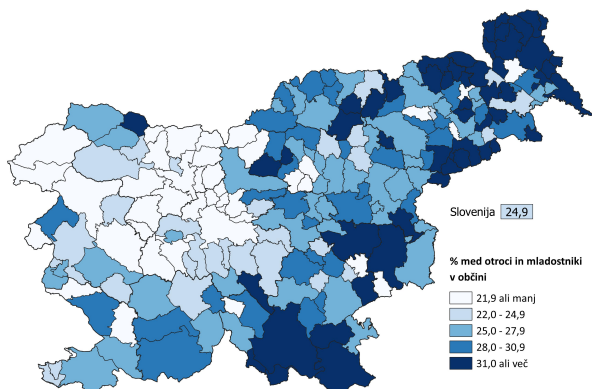 Slovenija 24,9
% med otroci in mladostniki
v občini
21,9 ali manj
22,0 - 24,9
25,0 - 27,9
28,0 - 30,9
31,0 ali več